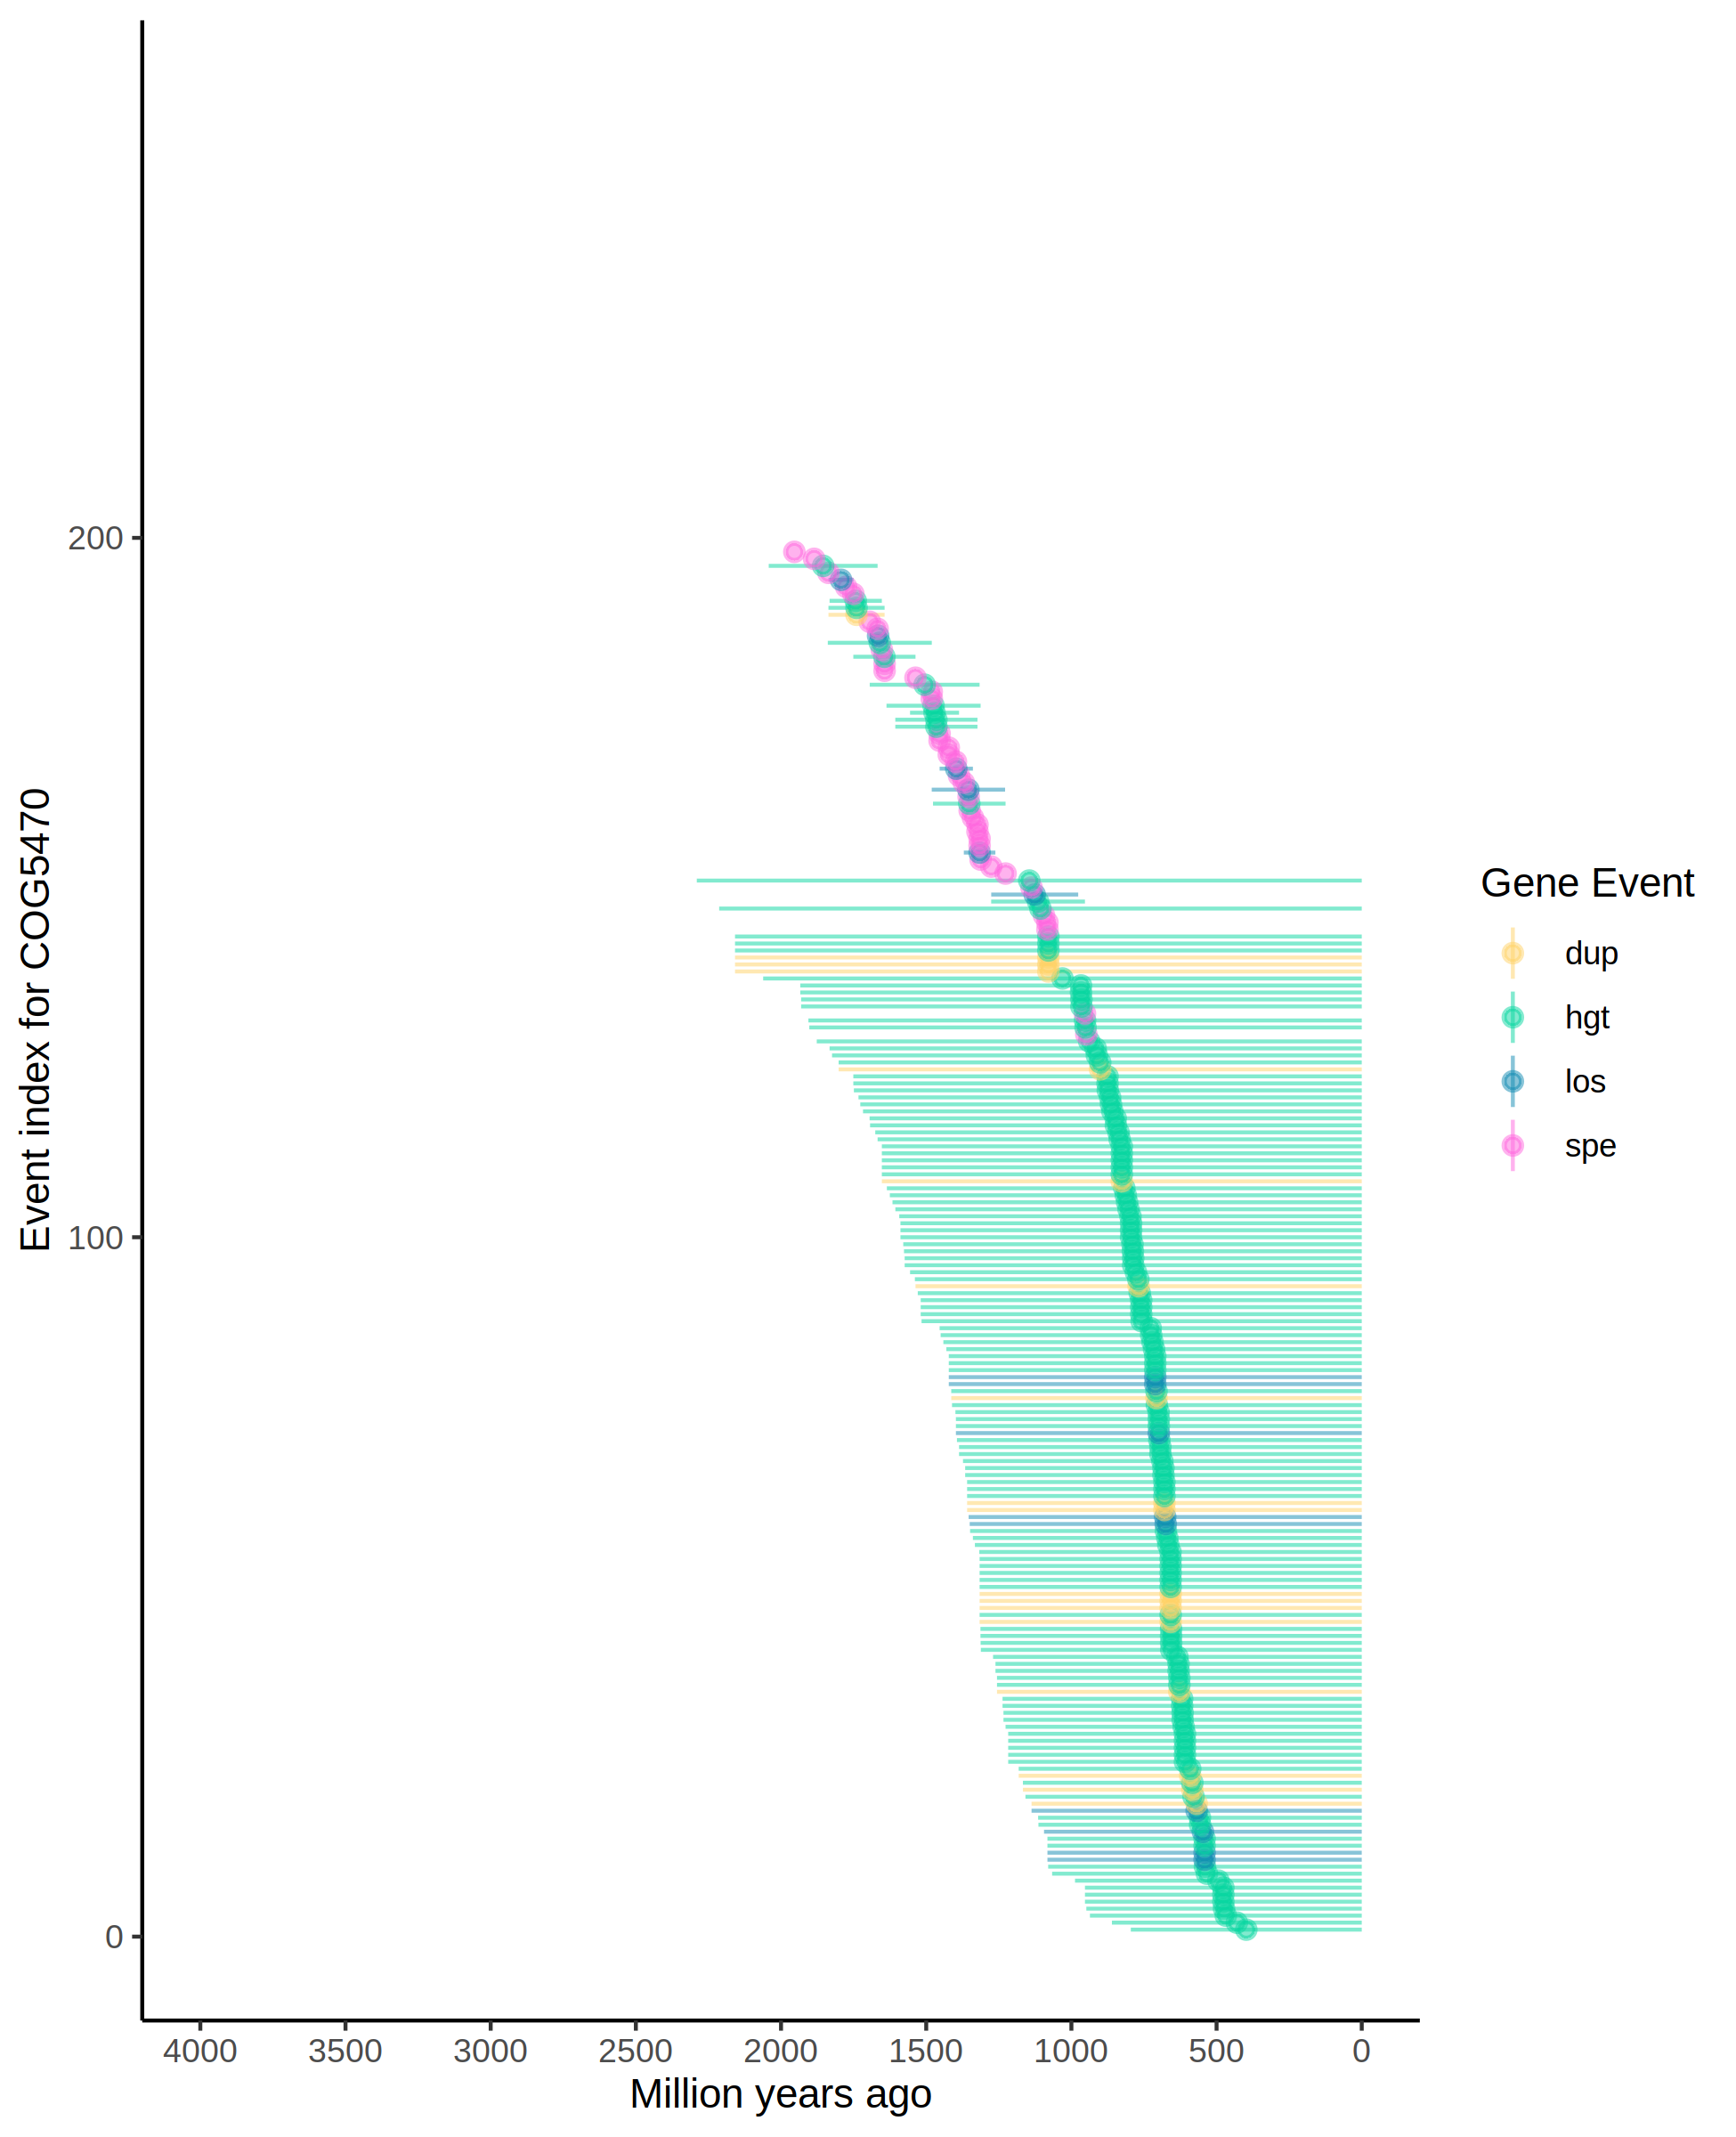 Event index for COG5470
200
100
0
4000 3500 3000 2500 2000 1500 1000 500 0
Million years ago
Gene Event
dup
hgt
los
spe